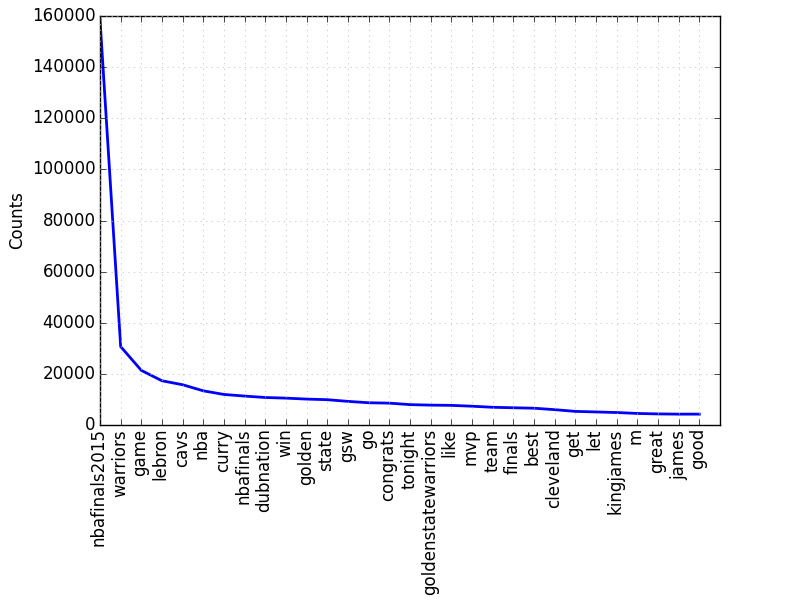 160000
140000
120000
100000
80000
60000
40000
20000
0
Counts
nbafinals2015
warriors
game
lebron
cavs
nba
curry
nbafinals
dubnation
win
golden
state
gsw
go
congrats
tonight
goldenstatewarriors
like
mvp
team
finals
best
cleveland
get
let
kingjames
m
great
james
good